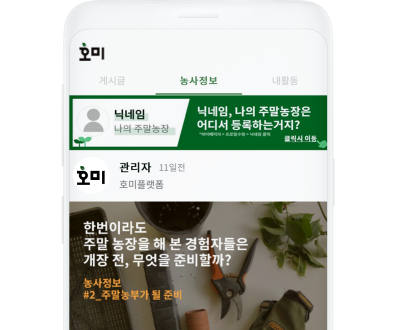 호미
게시글 농사정보 내활동
닉네임
나의 주말농장
닉네임, 나의 주말농장은
어디서 등록하는거지?
클릭시 이동
호미
관리자 11일전
호미플랫폼
한번이라도
주말 농장을 해 본 경험자들은
개장 전, 무엇을 준비할까?
농사정보
#2_주말농부가 될 준비